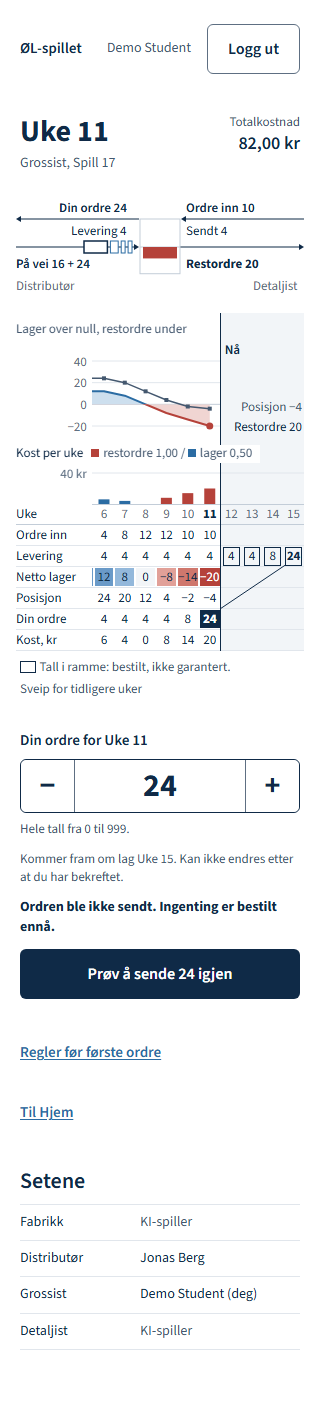 ØL-spillet Demo Student Logg ut
Uke 11
Grossist, Spill 17
Totalkostnad
82,00 kr
Din ordre 24 Ordre inn 10
Levering 4 Sendt 4
På vei 16 + 24 Restordre 20
Distributør Detaljist
Lager over null, restordre under
Nå
40
20
0
−20
Posisjon −4
Restordre 20
Kost per uke restordre 1,00 / lager 0,50
40 kr
Uke 6 7 8 9 10 11 12 13 14 15
Ordre inn 4 8 12 12 10 10
Levering 4 4 4 4 4 4 4 4 8 24
Netto lager 12 8 0 −8 −14 −20
Posisjon 24 20 12 4 −2 −4
Din ordre 4 4 4 4 8 24
Kost, kr 6 4 0 8 14 20
Tall i ramme: bestilt, ikke garantert.
Sveip for tidligere uker
Din ordre for Uke 11
− 24 +
Hele tall fra 0 til 999.
Kommer fram om lag Uke 15. Kan ikke endres etter
at du har bekreftet.
Ordren ble ikke sendt. Ingenting er bestilt
ennå.
Prøv å sende 24 igjen
Regler før første ordre
Til Hjem
Setene
Fabrikk KI-spiller
Distributør Jonas Berg
Grossist Demo Student (deg)
Detaljist KI-spiller